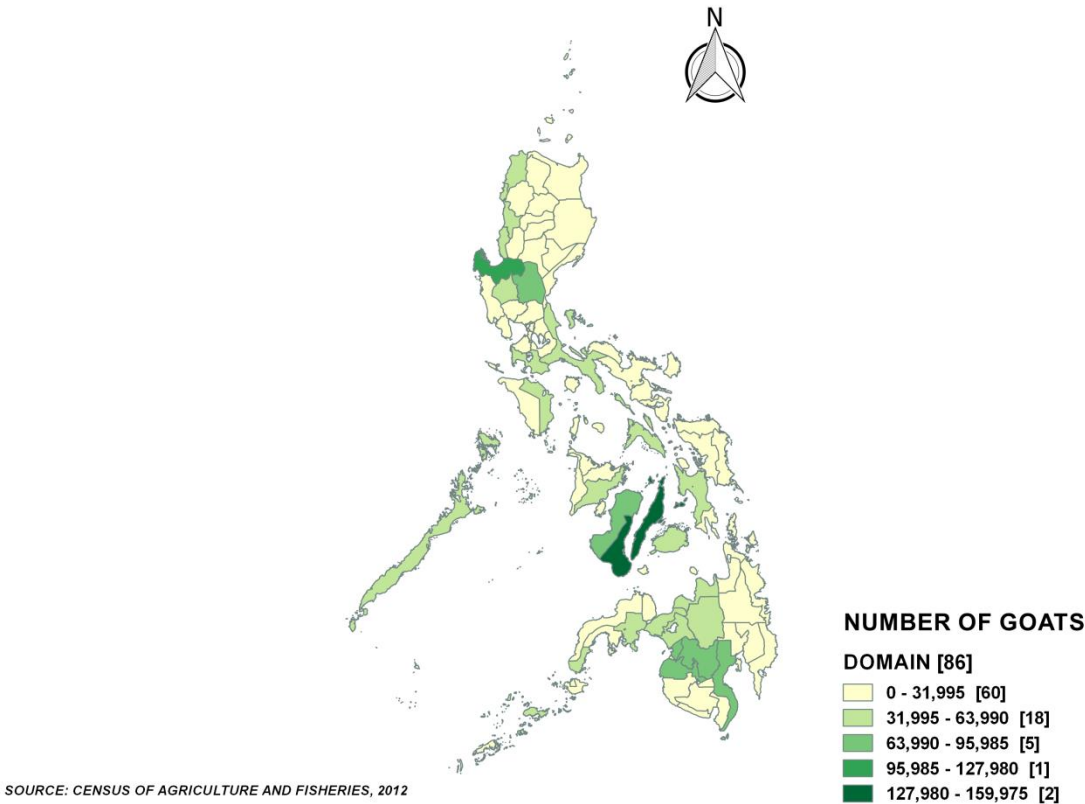 N
NUMBER OF GOATS
DOMAIN [86]
0 - 31,995 [60]
31,995 - 63,990 [18]
63,990 - 95,985 [5]
95,985 - 127,980 [1]
127,980 - 159,975 [2]
SOURCE: CENSUS OF AGRICULTURE AND FISHERIES, 2012